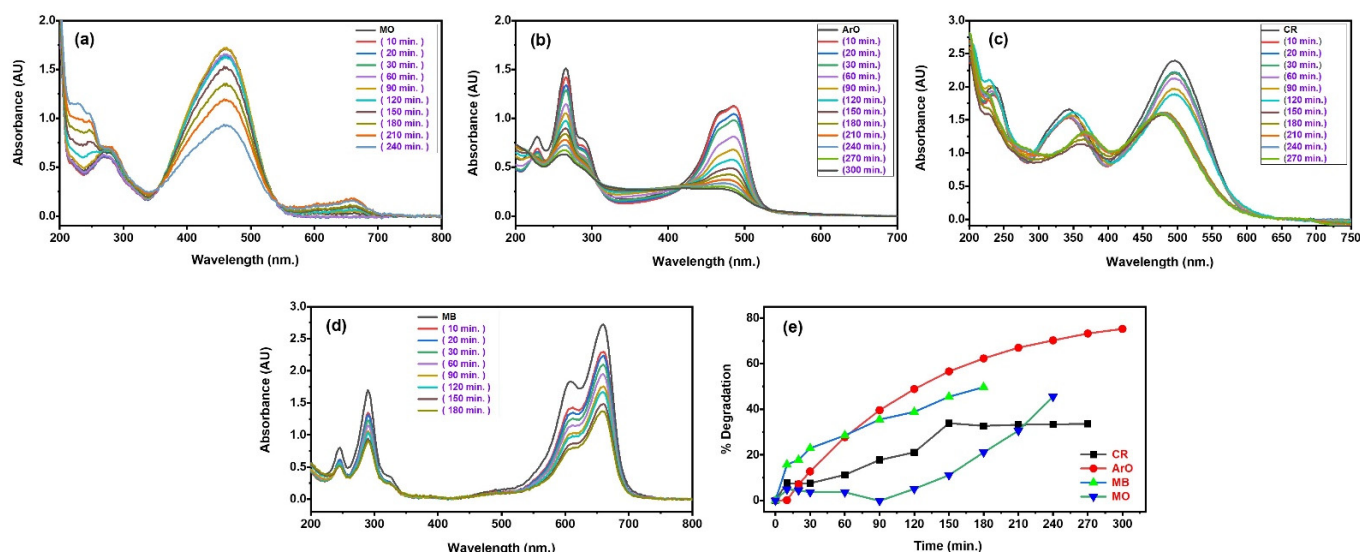 (a)
MO
( 10 min. )
( 20 min. )
( 30 min. )
( 60 min. )
( 90 min. )
( 120 min. )
( 150 min. )
( 180 min. )
( 210 min. )
( 240 min. )
2.0
1.5
1.0
0.5
0.0
Absorbance (AU)
200 300 400 500 600 700 800
Wavelength (nm.)
(b)
ArO
(10 min.)
(20 min.)
(30 min.)
(60 min.)
(90 min.)
(120 min.)
(150 min.)
(180 min.)
(210 min.)
(240 min.)
(270 min.)
(300 min.)
2.0
1.5
1.0
0.5
0.0
Absorbance (AU)
200 300 400 500 600 700
Wavelength (nm.)
(c)
CR
(10 min.)
(20 min.)
(30 min.)
(60 min.)
(90 min.)
(120 min.)
(150 min.)
(180 min.)
(210 min.)
(240 min.)
(270 min.)
3.0
2.5
2.0
1.5
1.0
0.5
0.0
Absorbance (AU)
200 250 300 350 400 450 500 550 600 650 700 750
Wavelength (nm.)
(d)
MB
( 10 min. )
( 20 min. )
( 30 min. )
( 60 min. )
( 90 min. )
( 120 min. )
( 150 min. )
( 180 min. )
3.0
2.5
2.0
1.5
1.0
0.5
0.0
Absorbance (AU)
200 300 400 500 600 700 800
Wavelength (nm.)
(e)
80
60
40
20
0
% Degradation
CR
ArO
MB
MO
0 30 60 90 120 150 180 210 240 270 300
Time (min.)